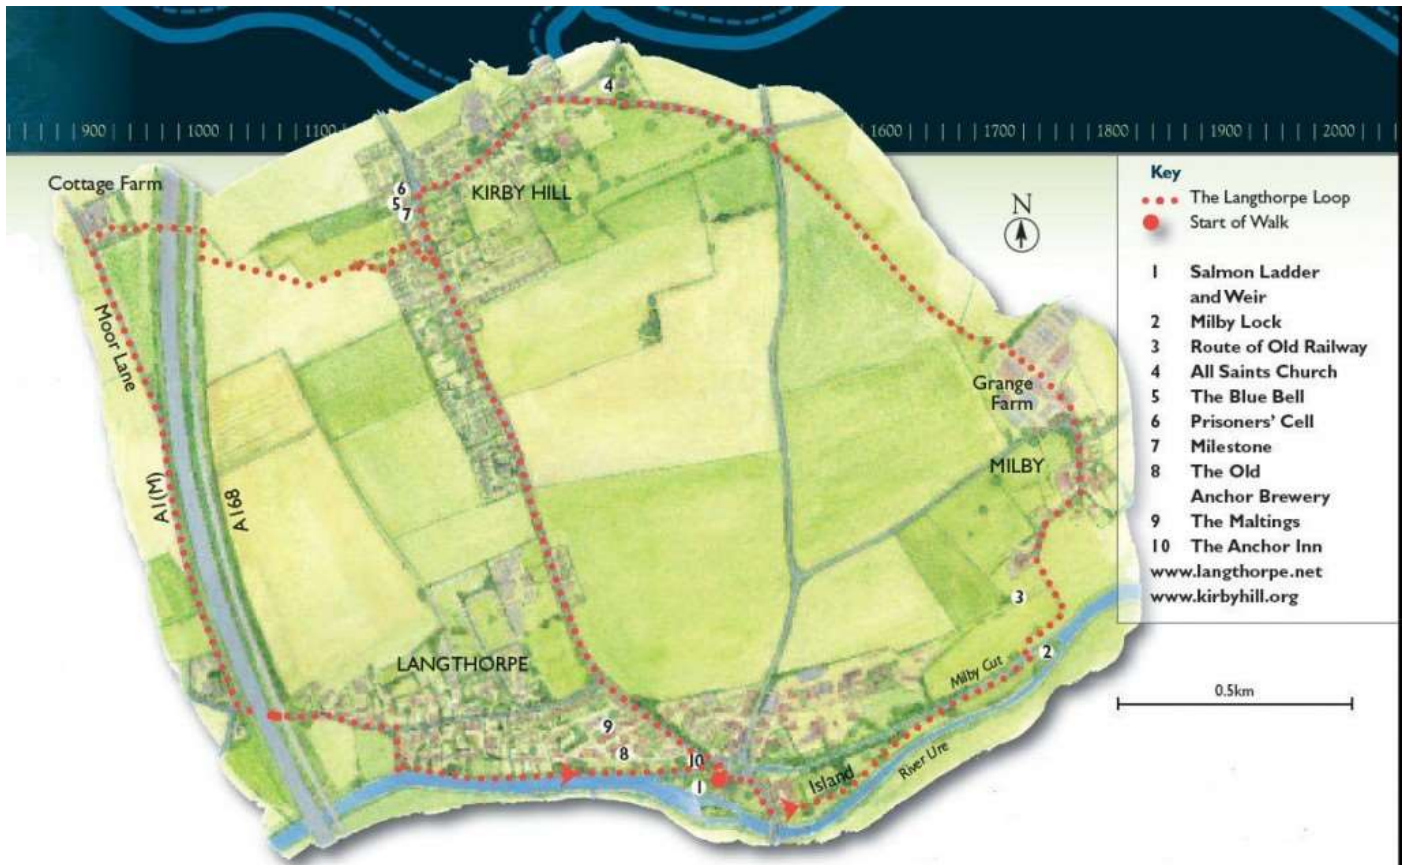 900
1000
1100
1600
1700
1800
1900
2000
Cottage Farm
6
5
7
KIRBY HILL
4
N
Moor Lane
A1(M)
A168
Grange
Farm
MILBY
3
2
LANGTHORPE
Milby Cut
9
8
10
1
Island
River Ure
Key
The Langthorpe Loop
Start of Walk
1 Salmon Ladder
and Weir
2 Milby Lock
3 Route of Old Railway
4 All Saints Church
5 The Blue Bell
6 Prisoners' Cell
7 Milestone
8 The Old
Anchor Brewery
9 The Maltings
10 The Anchor Inn
www.langthorpe.net
www.kirbyhill.org
0.5km